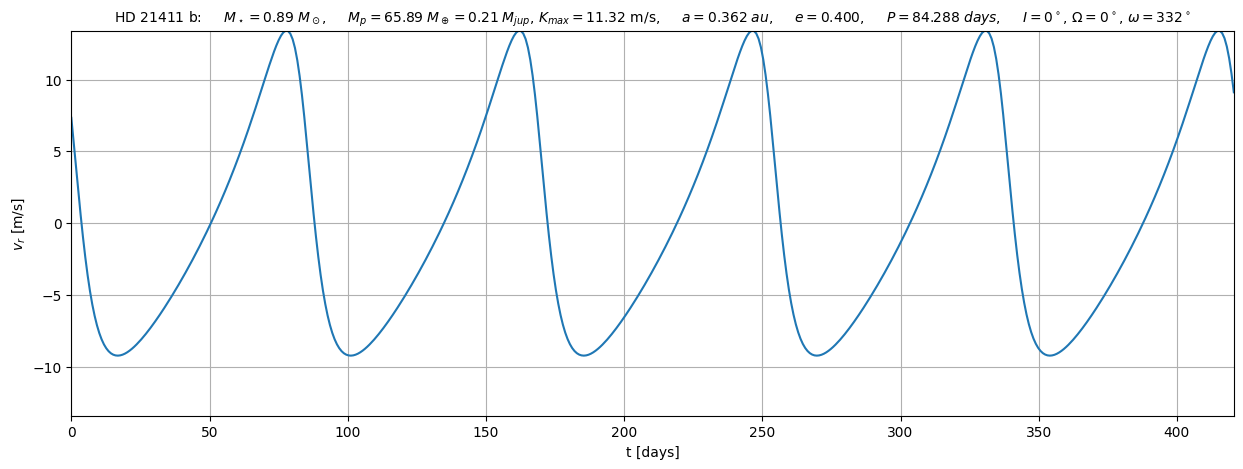 HD 21411 b: M⋆ = 0.89 M⊙, Mp = 65.89 M⊕ = 0.21 Mjup, Kmax = 11.32 m/s, a = 0.362 au, e = 0.400, P = 84.288 days, I = 0°, Ω = 0°, ω = 332°
10
5
0
−5
−10
vr [m/s]
0 50 100 150 200 250 300 350 400
t [days]